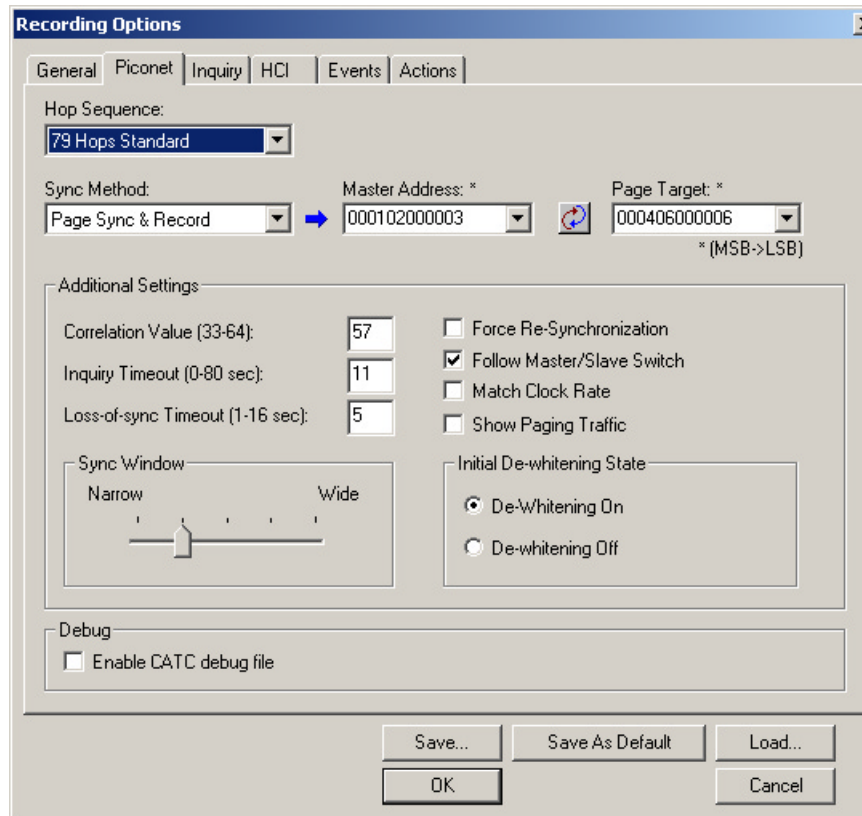 Recording Options
General Piconet Inquiry HCI Events Actions
Hop Sequence:
79 Hops Standard
Sync Method: Master Address: * Page Target: *
Page Sync & Record 000102000003 000406000006
* (MSB->LSB)
Additional Settings
Correlation Value (33-64): 57 Force Re-Synchronization
Inquiry Timeout (0-80 sec): 11 Follow Master/Slave Switch
Match Clock Rate
Loss-of-sync Timeout (1-16 sec): 5 Show Paging Traffic
Sync Window Initial De-whitening State
Narrow Wide De-Whitening On
De-whitening Off
Debug
Enable CATC debug file
Save... Save As Default Load...
OK Cancel